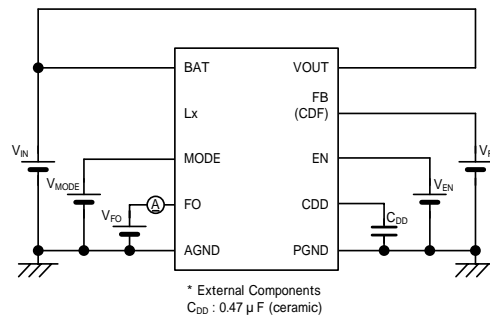 BAT
VOUT
FB
(CDF)
Lx
VIN
MODE
EN
VMODE
VEN
A
FO
CDD
CDD
VFO
AGND
PGND
* External Components
CDD : 0.47 μ F (ceramic)